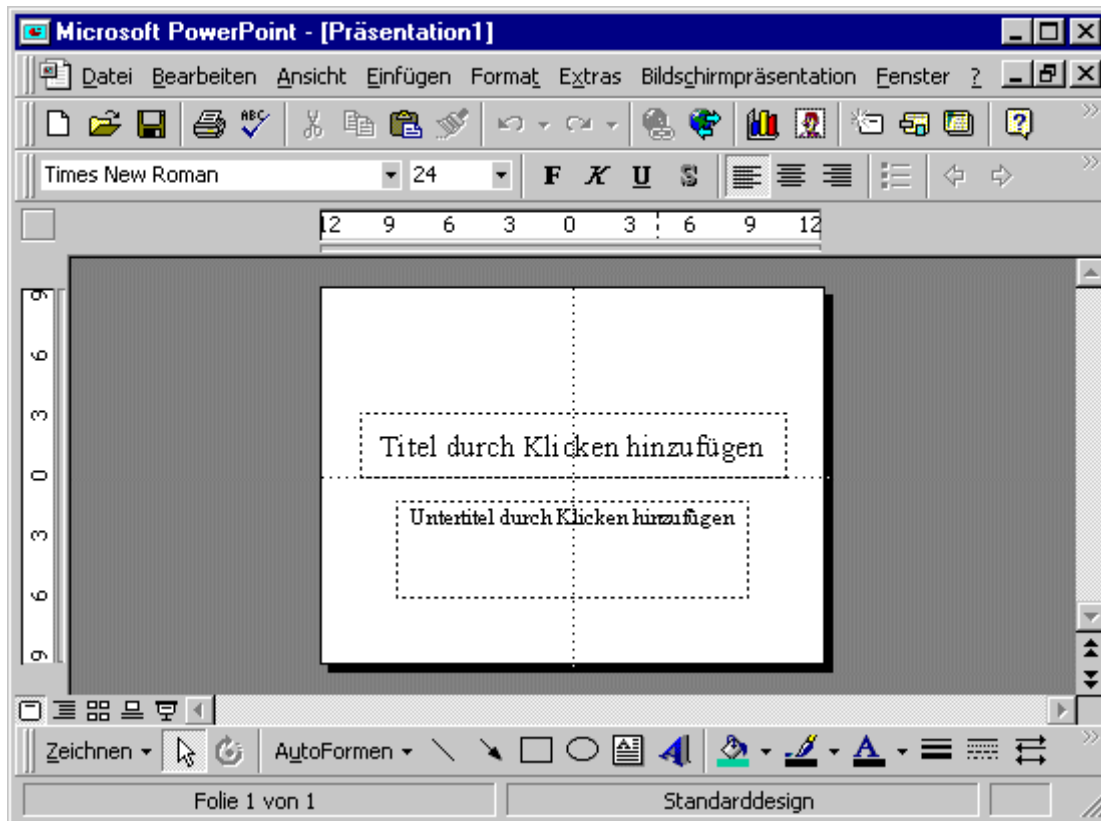 Microsoft PowerPoint - [Präsentation1]
Datei Bearbeiten Ansicht Einfügen Format Extras Bildschirmpräsentation Fenster ?
ABC
Times New Roman 24 F K U S
12 9 6 3 0 3 6 9 12
9
6
3
0
3
6
9
Titel durch Klicken hinzufügen
Untertitel durch Klicken hinzufügen
Zeichnen AutoFormen A A
Folie 1 von 1 Standarddesign